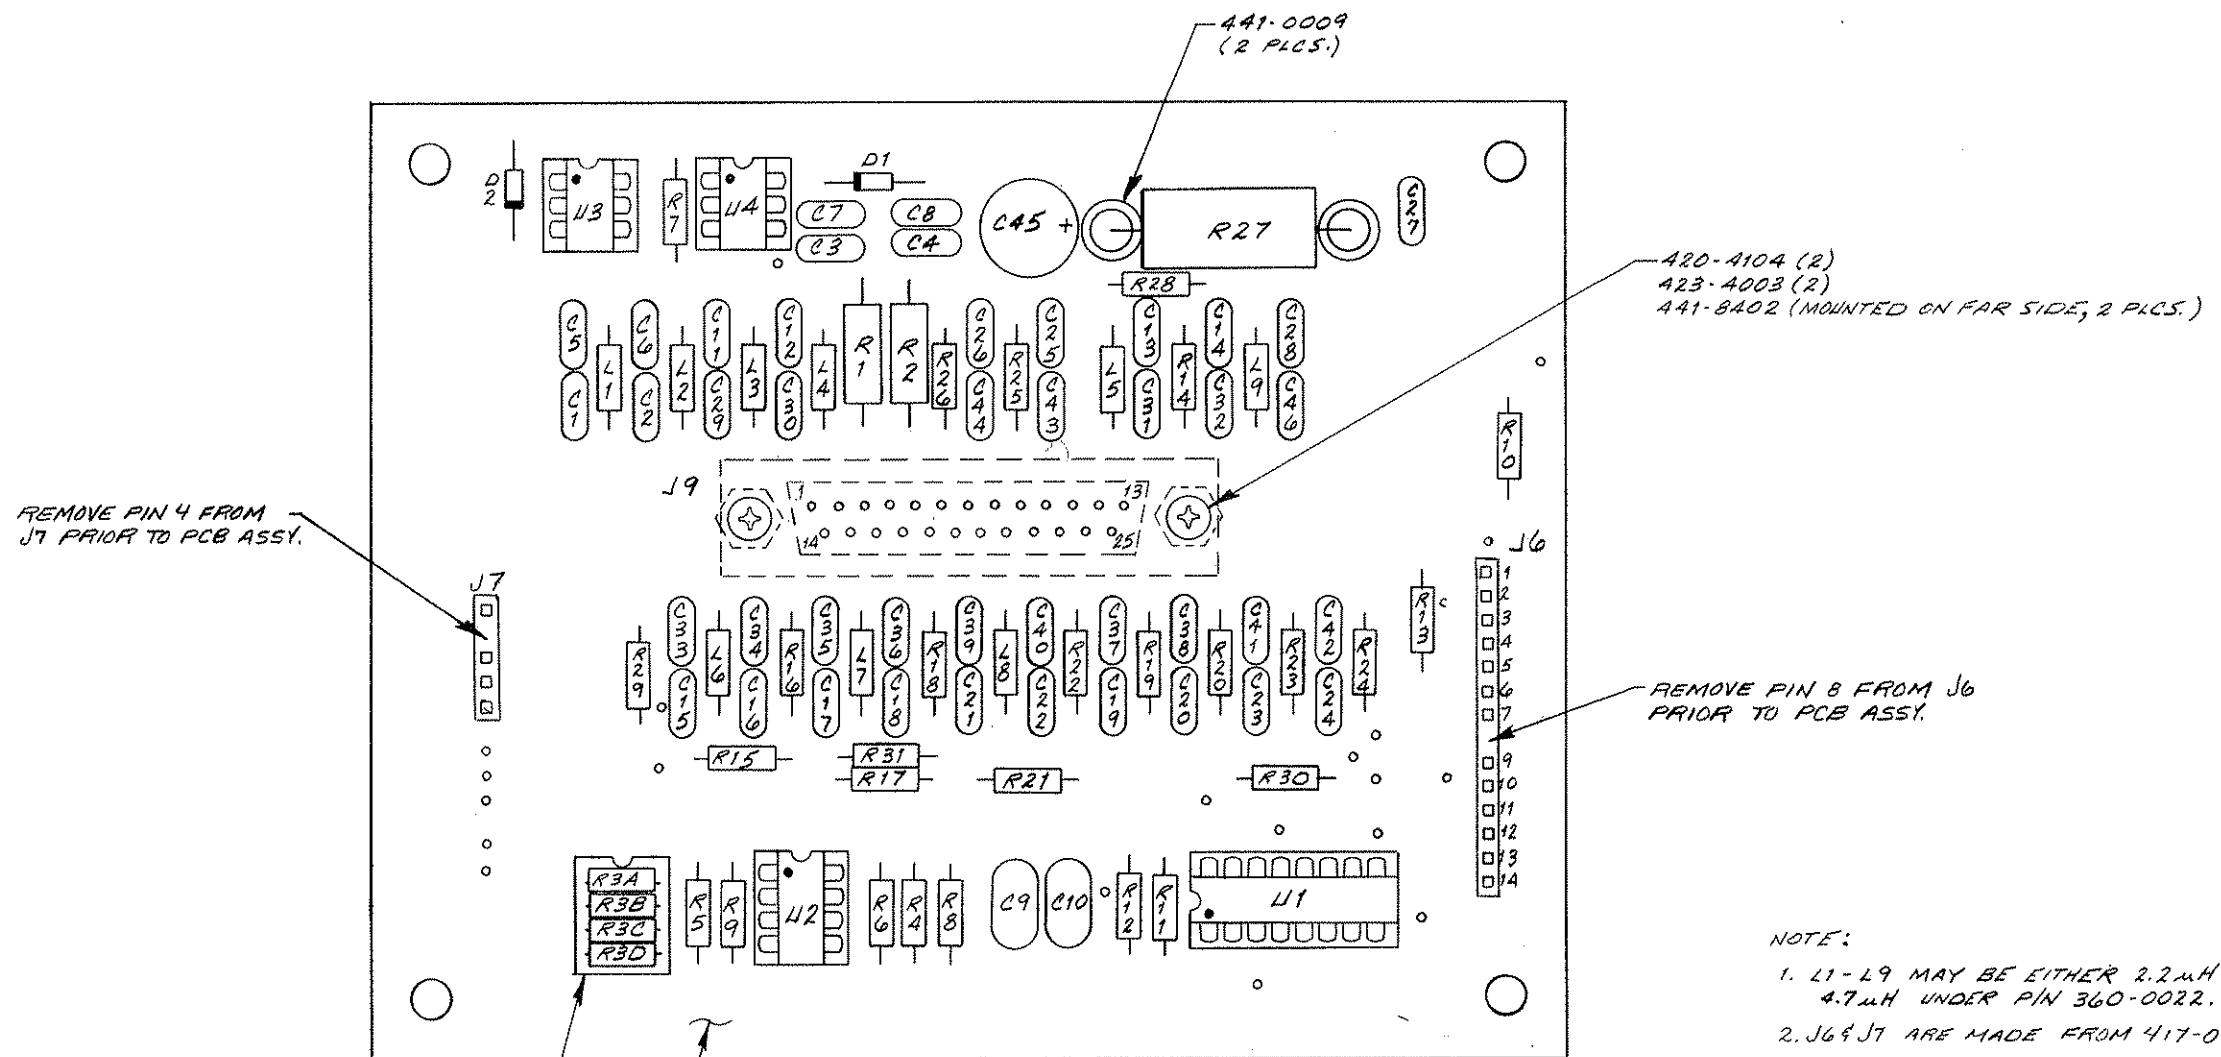 441-0009
(2 PLCS.)
D2
U3
R7
U4
D1
C7
C8
C3
C4
C45 +
R27
C27
R28
420-4104 (2)
423-4003 (2)
441-8402 (MOUNTED ON FAR SIDE, 2 PLCS.)
C5
C6
C11
C12
R1
R2
C26
C25
C13
C14
C28
L1
L2
L3
L4
R26
R25
L5
R14
L9
C1
C2
C29
C30
C44
C43
C31
C32
C46
R10
J9
1
13
14
25
REMOVE PIN 4 FROM
J7 PRIOR TO PCB ASSY.
J7
J6
1
2
3
4
5
6
7
9
10
11
12
13
14
R13
C
C33
C34
C35
C36
C39
C40
C37
C38
C41
C42
R29
L6
R16
L7
R18
L8
R22
R19
R20
R23
R24
C15
C16
C17
C18
C21
C22
C19
C20
C23
C24
REMOVE PIN 8 FROM J6
PRIOR TO PCB ASSY.
R15
R31
R17
R21
R30
R3A
R3B
R3C
R3D
R5
R9
U2
R6
R4
R8
C9
C10
R12
R11
U1
NOTE:
1. L1-L9 MAY BE EITHER 2.2uH
4.7uH UNDER P/N 360-0022.
2. J6 & J7 ARE MADE FROM 417-0